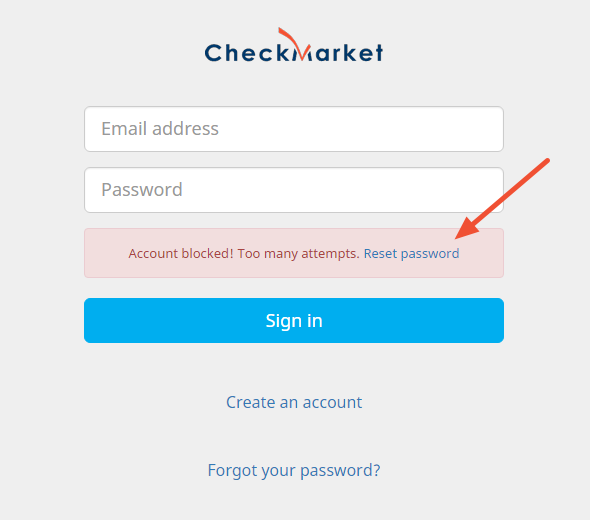 CheckMarket
Email address
Password
Account blocked! Too many attempts. Reset password
Sign in
Create an account
Forgot your password?